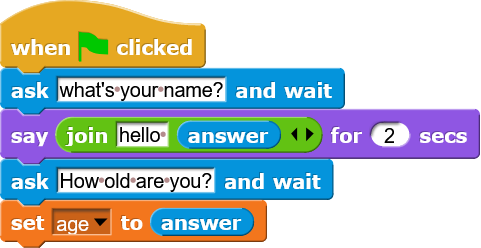 when clicked
ask what's your name? and wait
say join hello answer for 2 secs
ask How old are you? and wait
set age to answer